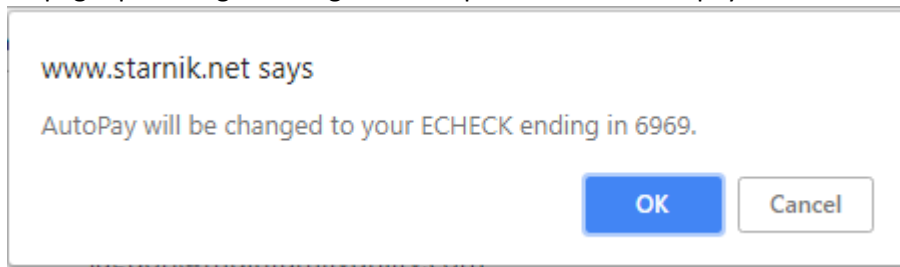 www.starnik.net says
AutoPay will be changed to your ECHECK ending in 6969.
OK Cancel